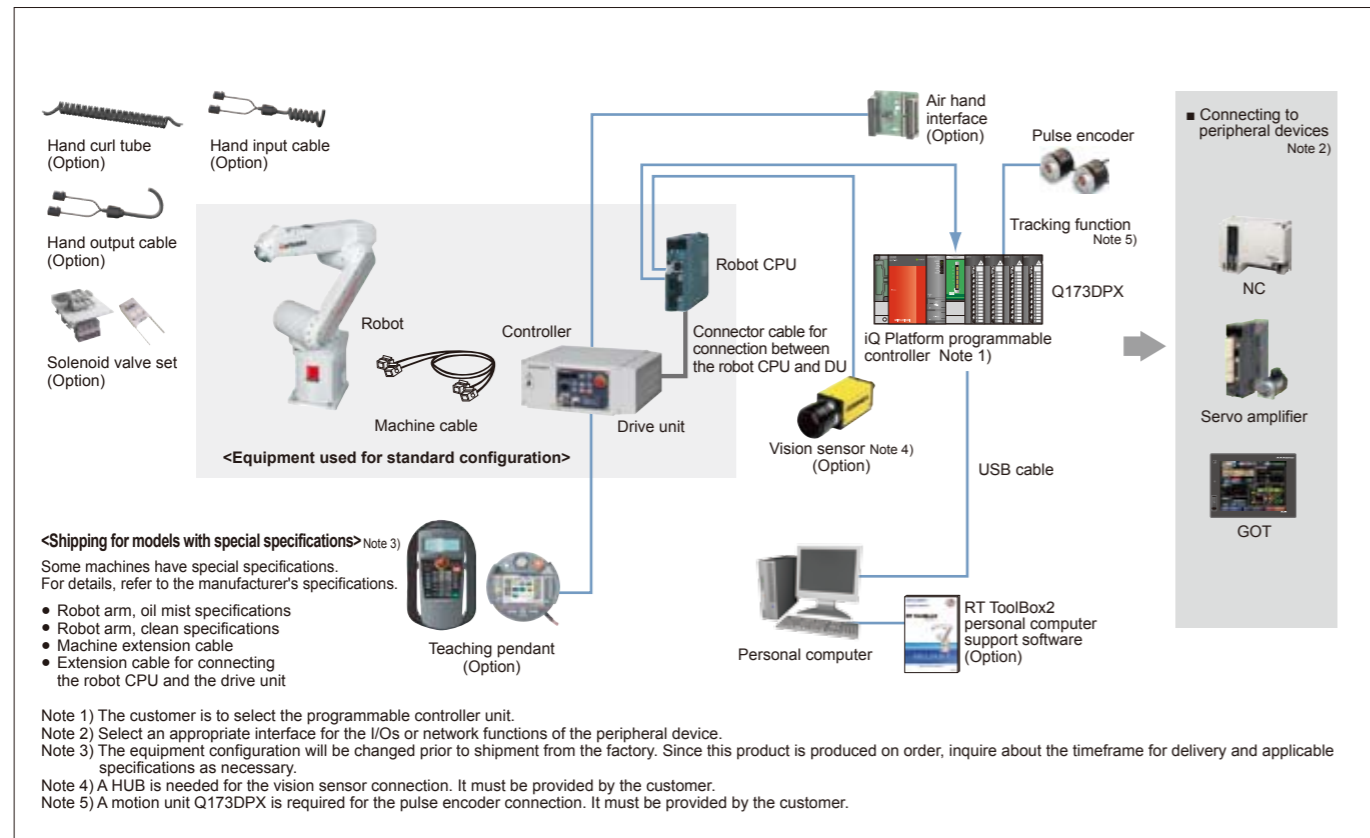 Hand curl tube
(Option)
Hand input cable
(Option)
Hand output cable
(Option)
Solenoid valve set
(Option)
Robot
Machine cable
Controller
Drive unit
<Equipment used for standard configuration>
Robot CPU
Connector cable for
connection between
the robot CPU and DU
Air hand
interface
(Option)
Pulse encoder
Tracking function
Note 5)
Q173DPX
iQ Platform programmable
controller Note 1)
Vision sensor Note 4)
(Option)
USB cable
■ Connecting to
peripheral devices
Note 2)
NC
Servo amplifier
GOT
<Shipping for models with special specifications> Note 3)
Some machines have special specifications.
For details, refer to the manufacturer's specifications.
● Robot arm, oil mist specifications
● Robot arm, clean specifications
● Machine extension cable
● Extension cable for connecting
the robot CPU and the drive unit
Teaching pendant
(Option)
Personal computer
RT ToolBox2
personal computer
support software
(Option)
Note 1) The customer is to select the programmable controller unit.
Note 2) Select an appropriate interface for the I/Os or network functions of the peripheral device.
Note 3) The equipment configuration will be changed prior to shipment from the factory. Since this product is produced on order, inquire about the timeframe for delivery and applicable
specifications as necessary.
Note 4) A HUB is needed for the vision sensor connection. It must be provided by the customer.
Note 5) A motion unit Q173DPX is required for the pulse encoder connection. It must be provided by the customer.